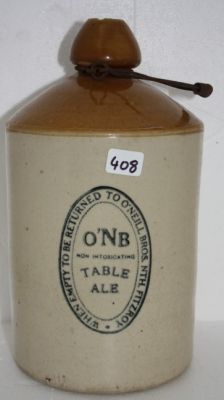 408
WHEN EMPTY TO BE RETURNED TO O'NEILL BROS. NTH. FITZROY.
O'NB
NON INTOXICATING
TABLE
ALE